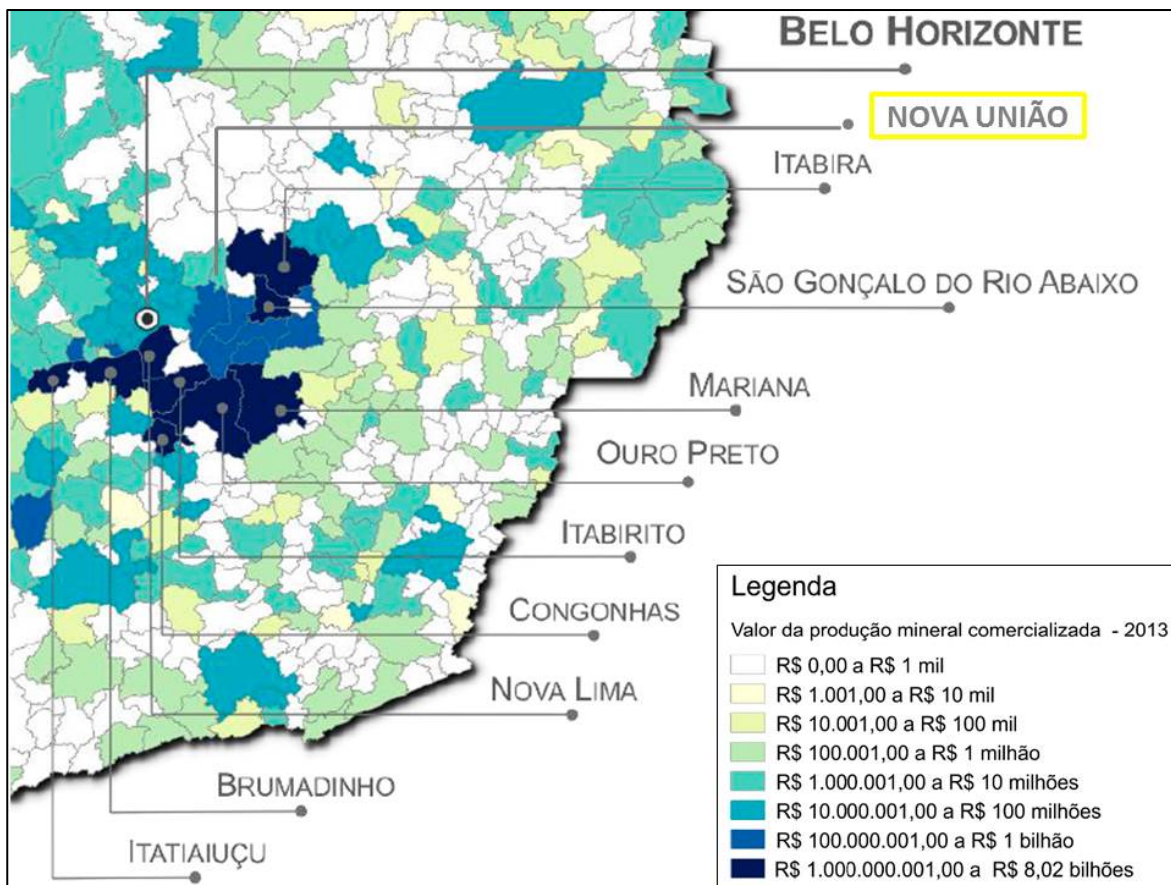 BELO HORIZONTE
NOVA UNIÃO
ITABIRA
SÃO GONÇALO DO RIO ABAIXO
MARIANA
OURO PRETO
ITABIRITO
CONGONHAS
NOVA LIMA
BRUMADINHO
ITATIAIUÇU
Legenda
Valor da produção mineral comercializada - 2013
R$ 0,00 a R$ 1 mil
R$ 1.001,00 a R$ 10 mil
R$ 10.001,00 a R$ 100 mil
R$ 100.001,00 a R$ 1 milhão
R$ 1.000.001,00 a R$ 10 milhões
R$ 10.000.001,00 a R$ 100 milhões
R$ 100.000.001,00 a R$ 1 bilhão
R$ 1.000.000.001,00 a R$ 8,02 bilhões